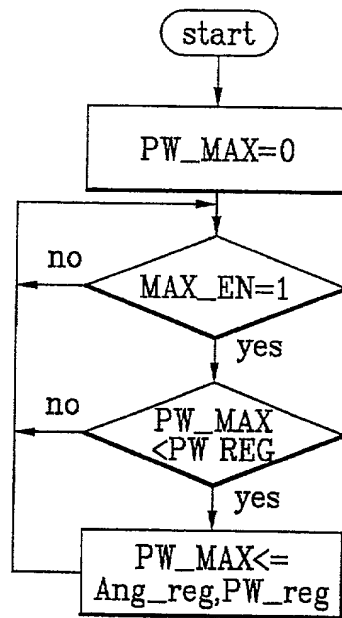 start
PW_MAX=0
no
MAX_EN=1
yes
no
PW_MAX
<PW REG
yes
PW_MAX<=
Ang_reg,PW_reg